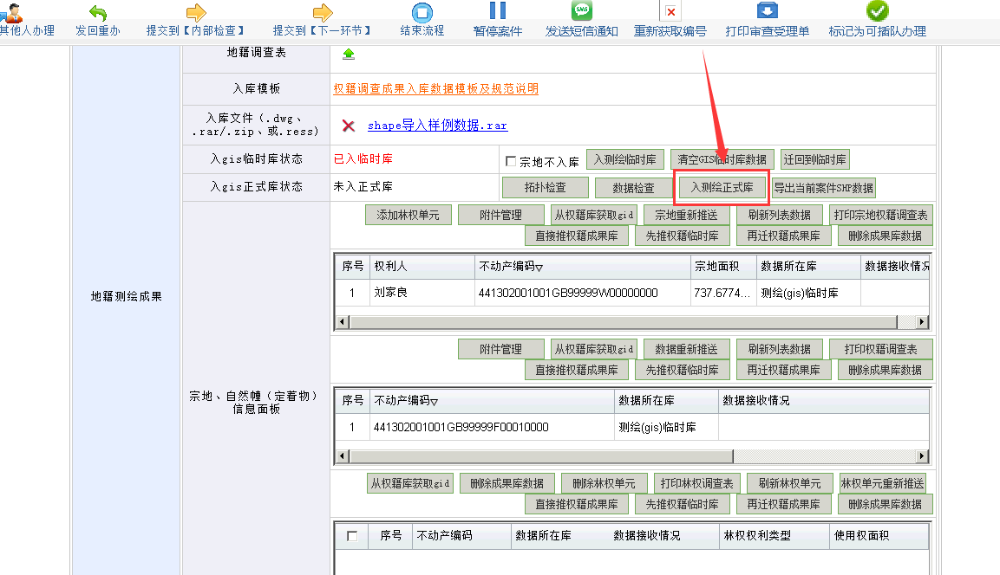 其他人办理 发回重办 提交到【内部检查】 提交到【下一环节】 结束流程 暂停案件 发送短信通知 重新获取编号 打印审查受理单 标记为可插队办理
SMS
地籍调查表
入库模板 权籍调查成果入库数据模板及规范说明
入库文件（.dwg、
.rar/.zip、或.ress) shape导入样例数据.rar
入gis临时库状态 已入临时库 宗地不入库 入测绘临时库 清空GIS临时库数据 迁回到临时库
入gis正式库状态 未入正式库 拓扑检查 数据检查 入测绘正式库 导出当前案件SHP数据
地籍测绘成果
宗地、自然幢（定着物）
信息面板
添加林权单元 附件管理 从权籍库获取gid 宗地重新推送 刷新列表数据 打印宗地权籍调查表
直接推权籍成果库 先推权籍临时库 再迁权籍成果库 删除成果库数据
序号 权利人 不动产编码▽ 宗地面积 数据所在库 数据接收情况
1 刘家良 441302001001GB99999W00000000 737.6774... 测绘(gis)临时库
附件管理 从权籍库获取gid 数据重新推送 刷新列表数据 打印权籍调查表
直接推权籍成果库 先推权籍临时库 再迁权籍成果库 删除成果库数据
序号 不动产编码▽ 数据所在库 数据接收情况
1 441302001001GB99999F00010000 测绘(gis)临时库
从权籍库获取gid 删除成果库数据 删除林权单元 打印林权调查表 刷新林权单元 林权单元重新推送
直接推权籍成果库 先推权籍临时库 再迁权籍成果库 删除成果库数据
序号 不动产编码 数据所在库 数据接收情况 林权权利类型 使用权面积